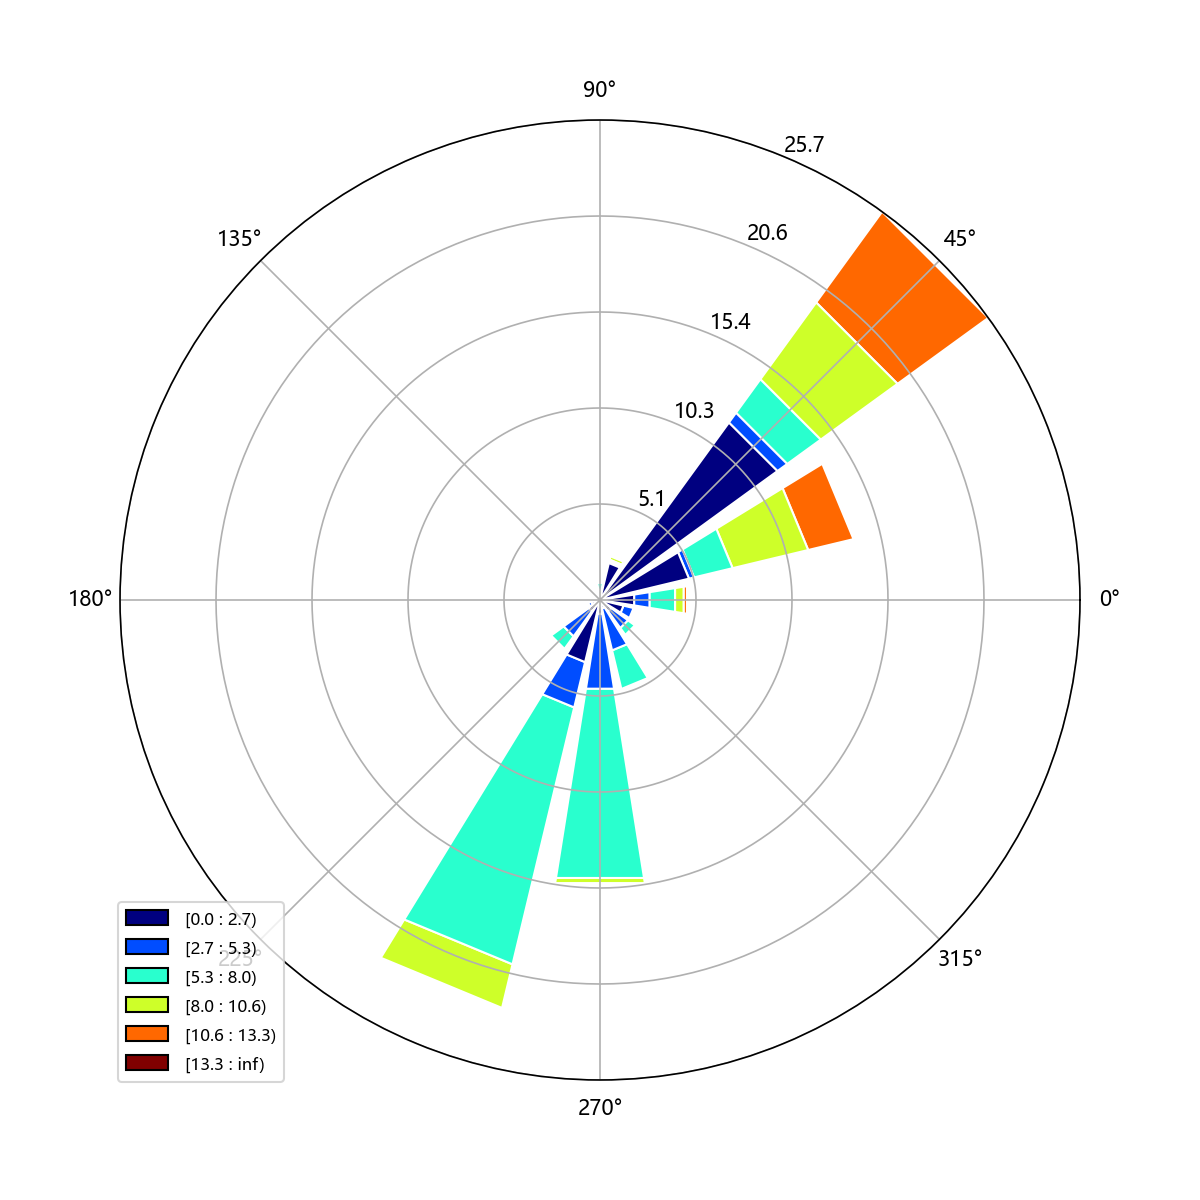 90°
25.7
20.6
135°
45°
15.4
10.3
5.1
180°
0°
225°
315°
270°
[0.0 : 2.7)
[2.7 : 5.3)
[5.3 : 8.0)
[8.0 : 10.6)
[10.6 : 13.3)
[13.3 : inf)